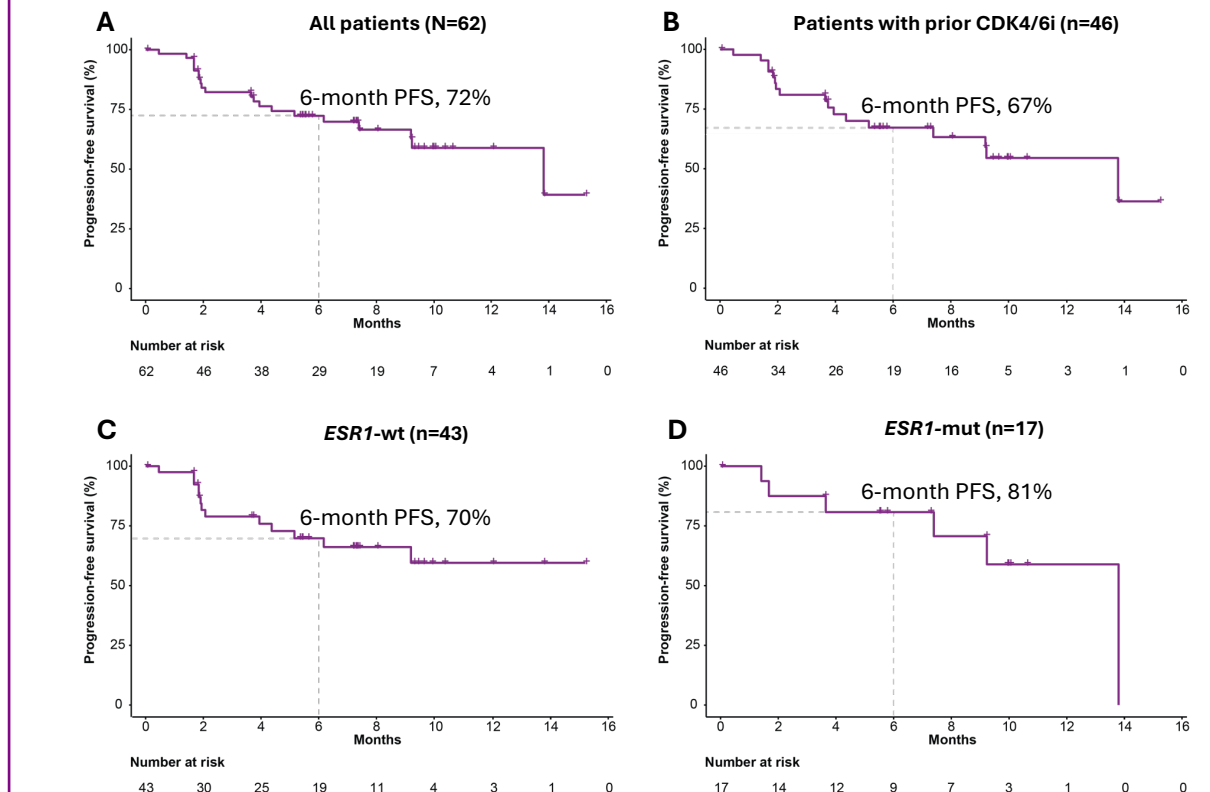 A
All patients (N=62)
Progression-free survival (%)
100
75
50
25
0
6-month PFS, 72%
0 2 4 6 8 10 12 14 16
Months
Number at risk
62 46 38 29 19 7 4 1 0
B
Patients with prior CDK4/6i (n=46)
Progression-free survival (%)
100
75
50
25
0
6-month PFS, 67%
0 2 4 6 8 10 12 14 16
Months
Number at risk
46 34 26 19 16 5 3 1 0
C
ESR1-wt (n=43)
Progression-free survival (%)
100
75
50
25
0
6-month PFS, 70%
0 2 4 6 8 10 12 14 16
Months
Number at risk
43 30 25 19 11 4 3 1 0
D
ESR1-mut (n=17)
Progression-free survival (%)
100
75
50
25
0
6-month PFS, 81%
0 2 4 6 8 10 12 14 16
Months
Number at risk
17 14 12 9 7 3 1 0 0